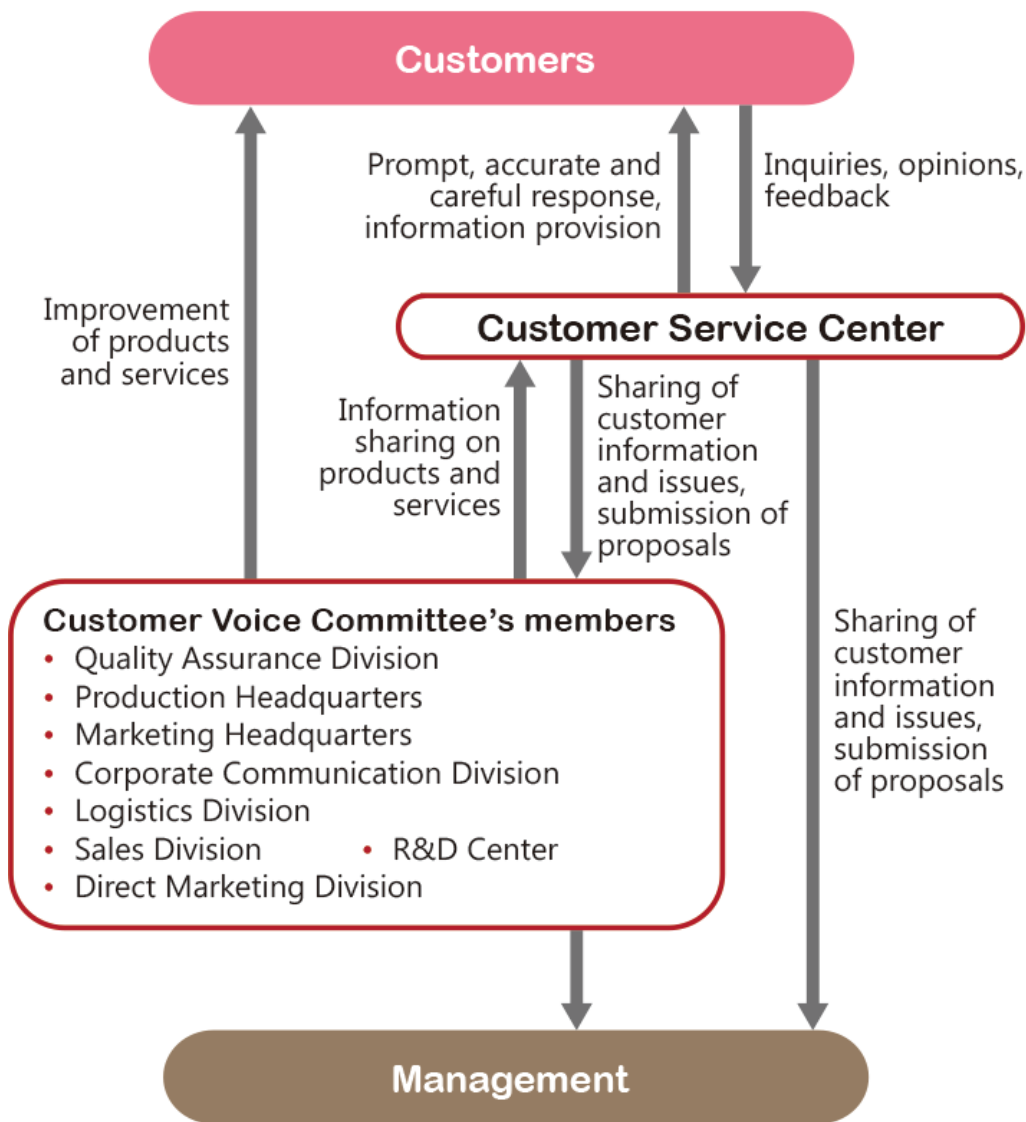 Customers
Prompt, accurate and
careful response,
information provision
Inquiries, opinions,
feedback
Improvement
of products
and services
Customer Service Center
Information
sharing on
products and
services
Sharing of
customer
information
and issues,
submission of
proposals
Customer Voice Committee's members
• Quality Assurance Division
• Production Headquarters
• Marketing Headquarters
• Corporate Communication Division
• Logistics Division
• Sales Division • R&D Center
• Direct Marketing Division
Sharing of
customer
information
and issues,
submission
of proposals
Management